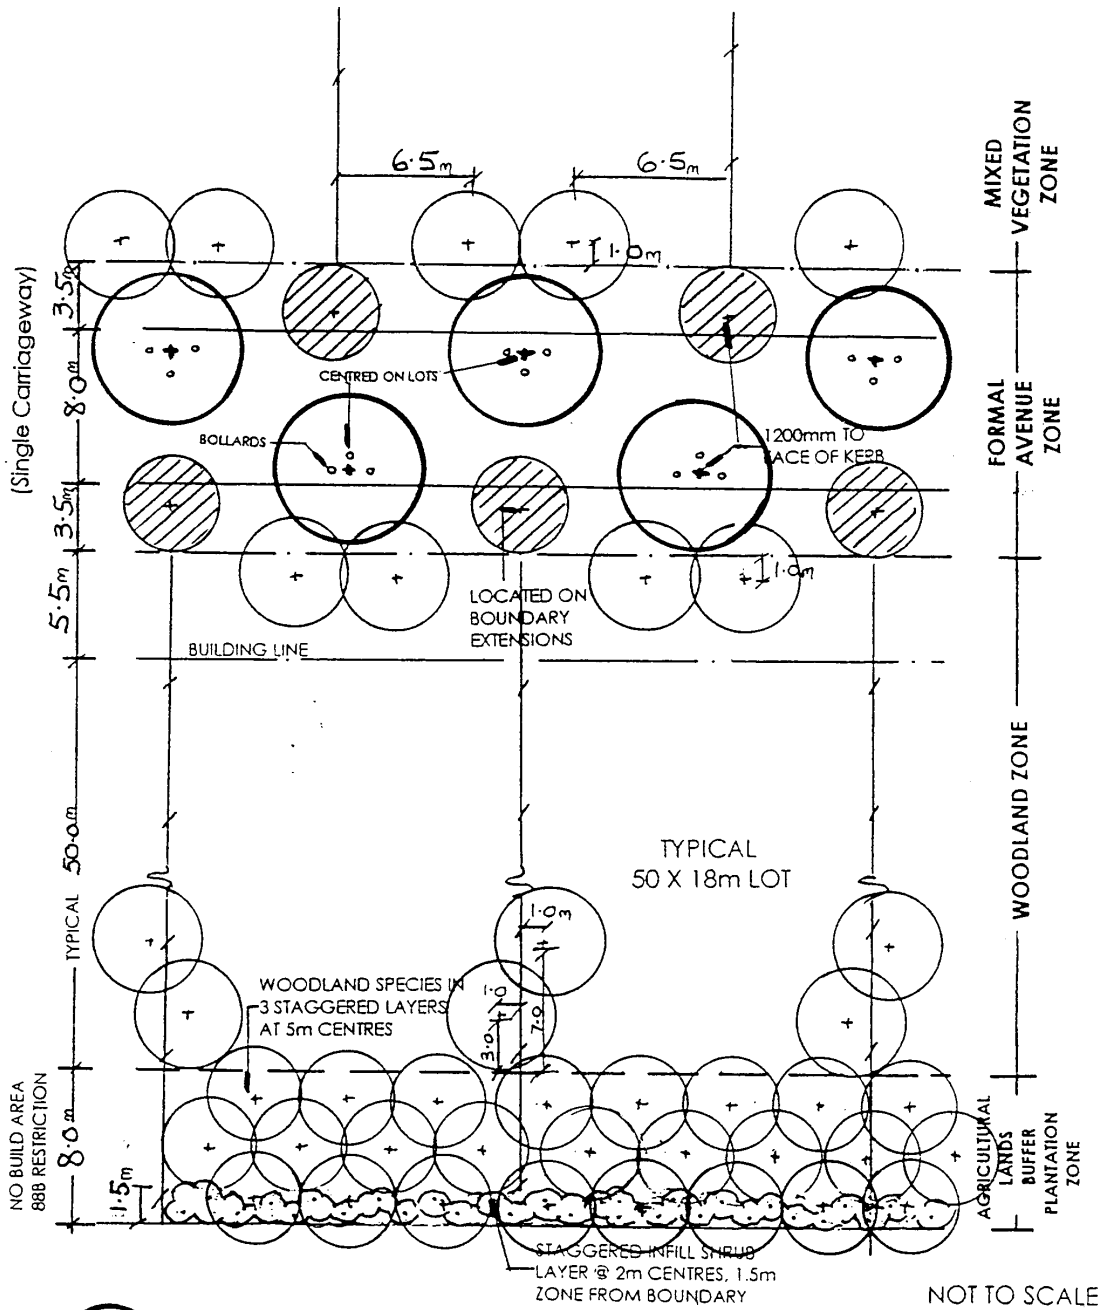 6.5m
6.5m
MIXED
VEGETATION
ZONE
1.0m
(Single Carriageway)
3.5m
8.0m
CENTRED ON LOTS
BOLLARDS
1200mm TO
FACE OF KERB
FORMAL
AVENUE
ZONE
3.5m
5.5m
1.0m
LOCATED ON
BOUNDARY
EXTENSIONS
BUILDING LINE
TYPICAL 50.0m
TYPICAL
50 X 18m LOT
WOODLAND ZONE
1.0m
WOODLAND SPECIES IN
3 STAGGERED LAYERS
AT 5m CENTRES
1.0
3.0
7.0
NO BUILD AREA
88B RESTRICTION
8.0m
1.5m
AGRICULTURAL
LANDS
BUFFER
PLANTATION
ZONE
STAGGERED INFILL SHRUB
LAYER @ 2m CENTRES, 1.5m
ZONE FROM BOUNDARY
NOT TO SCALE